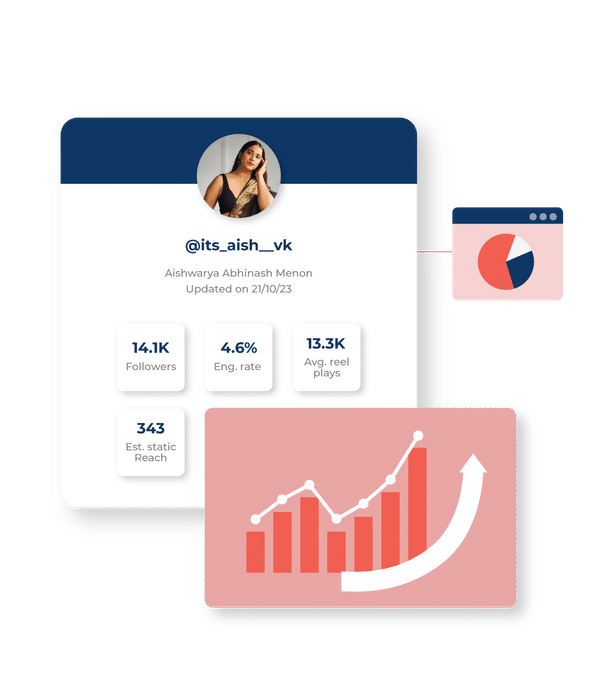 @its_aish__vk
Aishwarya Abhinash Menon
Updated on 21/10/23
14.1K
Followers
4.6%
Eng. rate
13.3K
Avg. reel
plays
343
Est. static
Reach